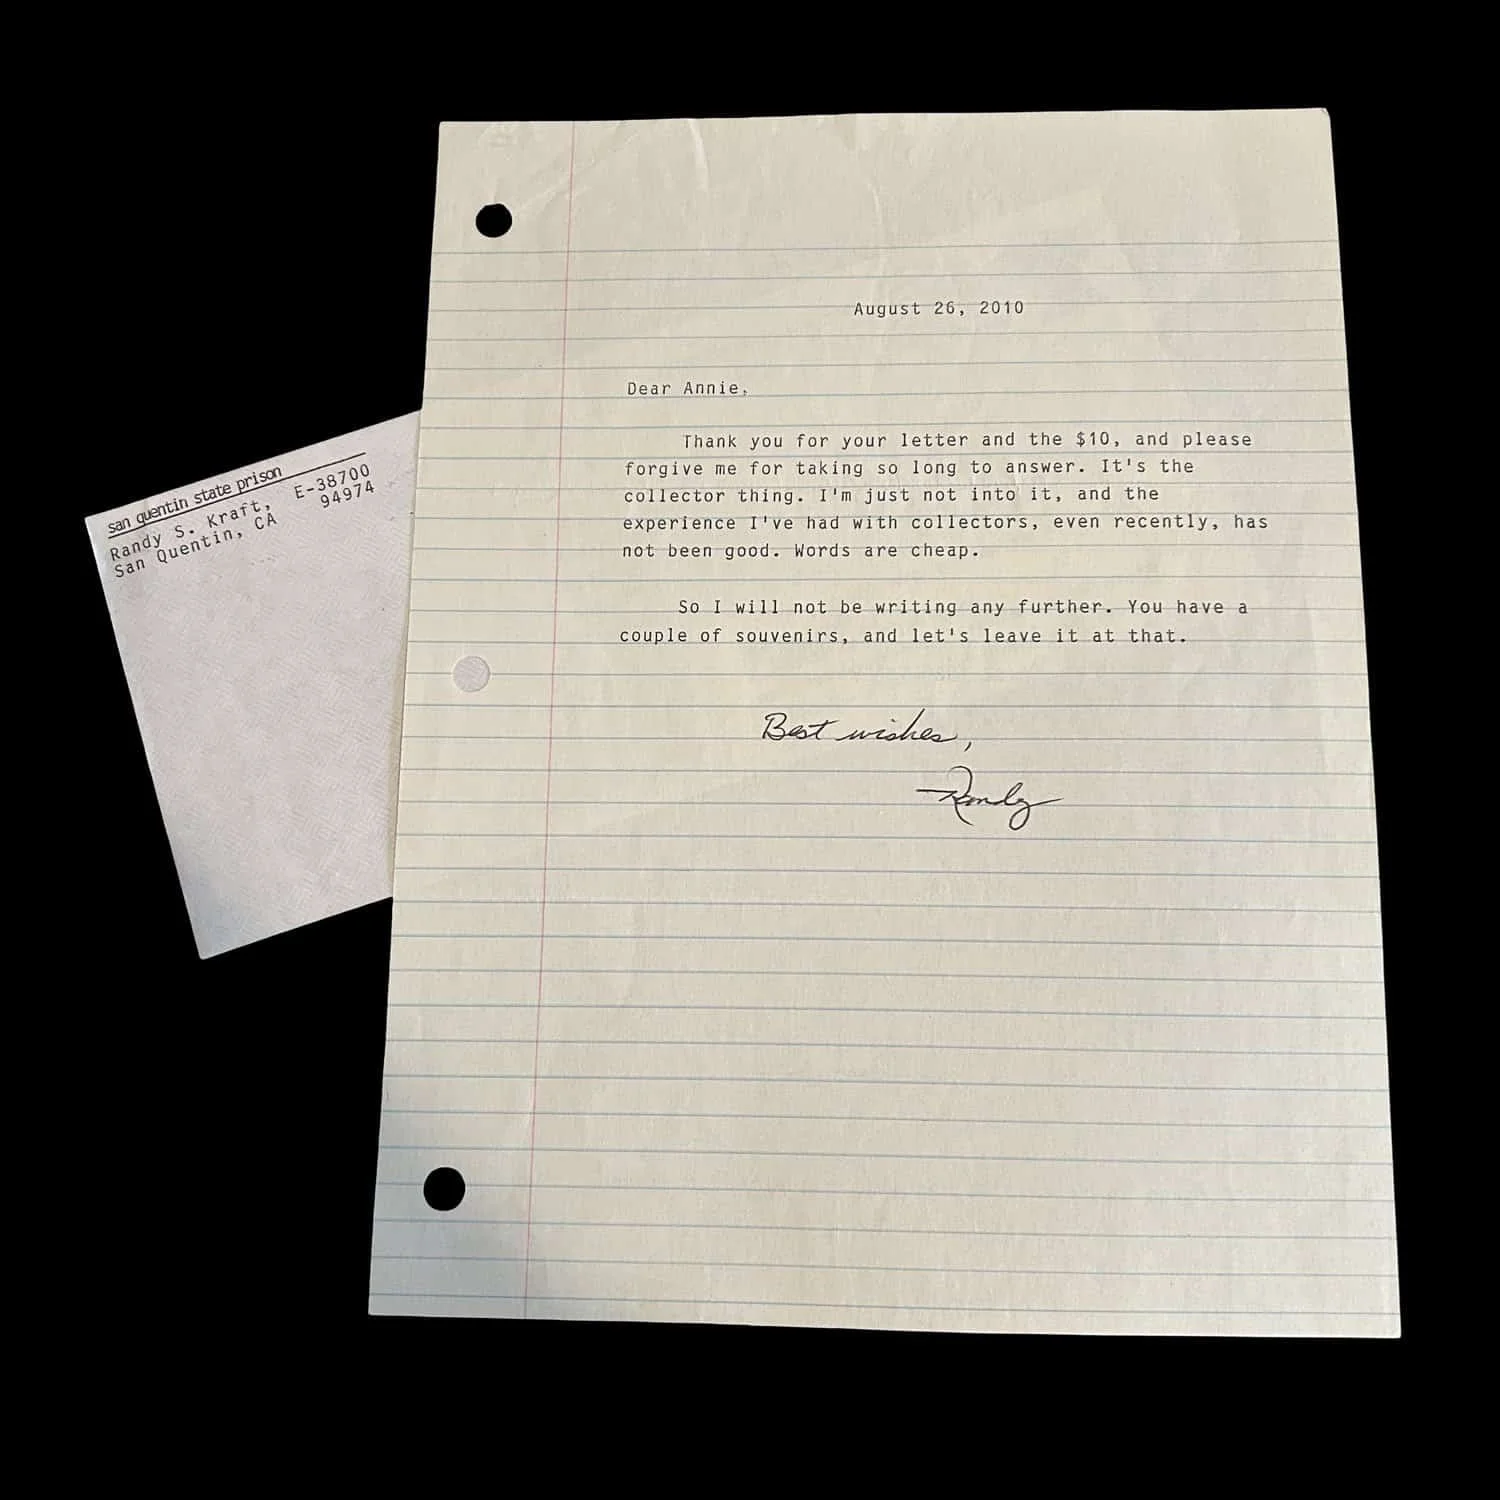 san quentin state prison
Randy S. Kraft, E-38700
San Quentin, CA 94974
August 26, 2010
Dear Annie,
Thank you for your letter and the $10, and please
forgive me for taking so long to answer. It's the
collector thing. I'm just not into it, and the
experience I've had with collectors, even recently, has
not been good. Words are cheap.
So I will not be writing any further. You have a
couple of souvenirs, and let's leave it at that.
Best wishes,
Randy